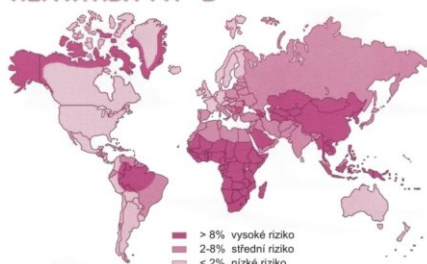 > 8% vysoké riziko
2-8% střední riziko
< 2% nízké riziko